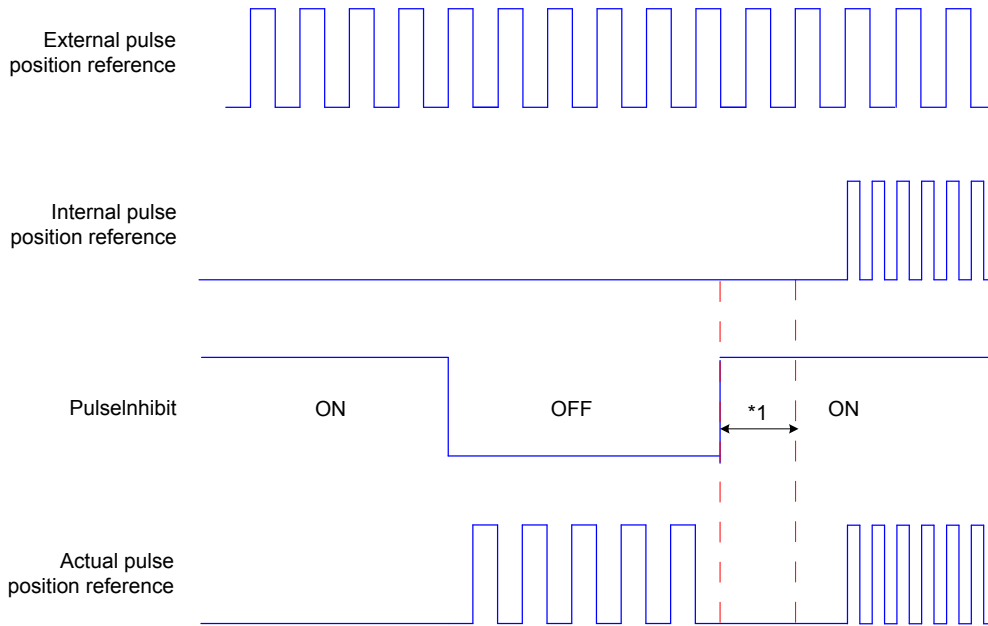 External pulse
position reference
Internal pulse
position reference
PulseInhibit
ON
OFF
*1
ON
Actual pulse
position reference